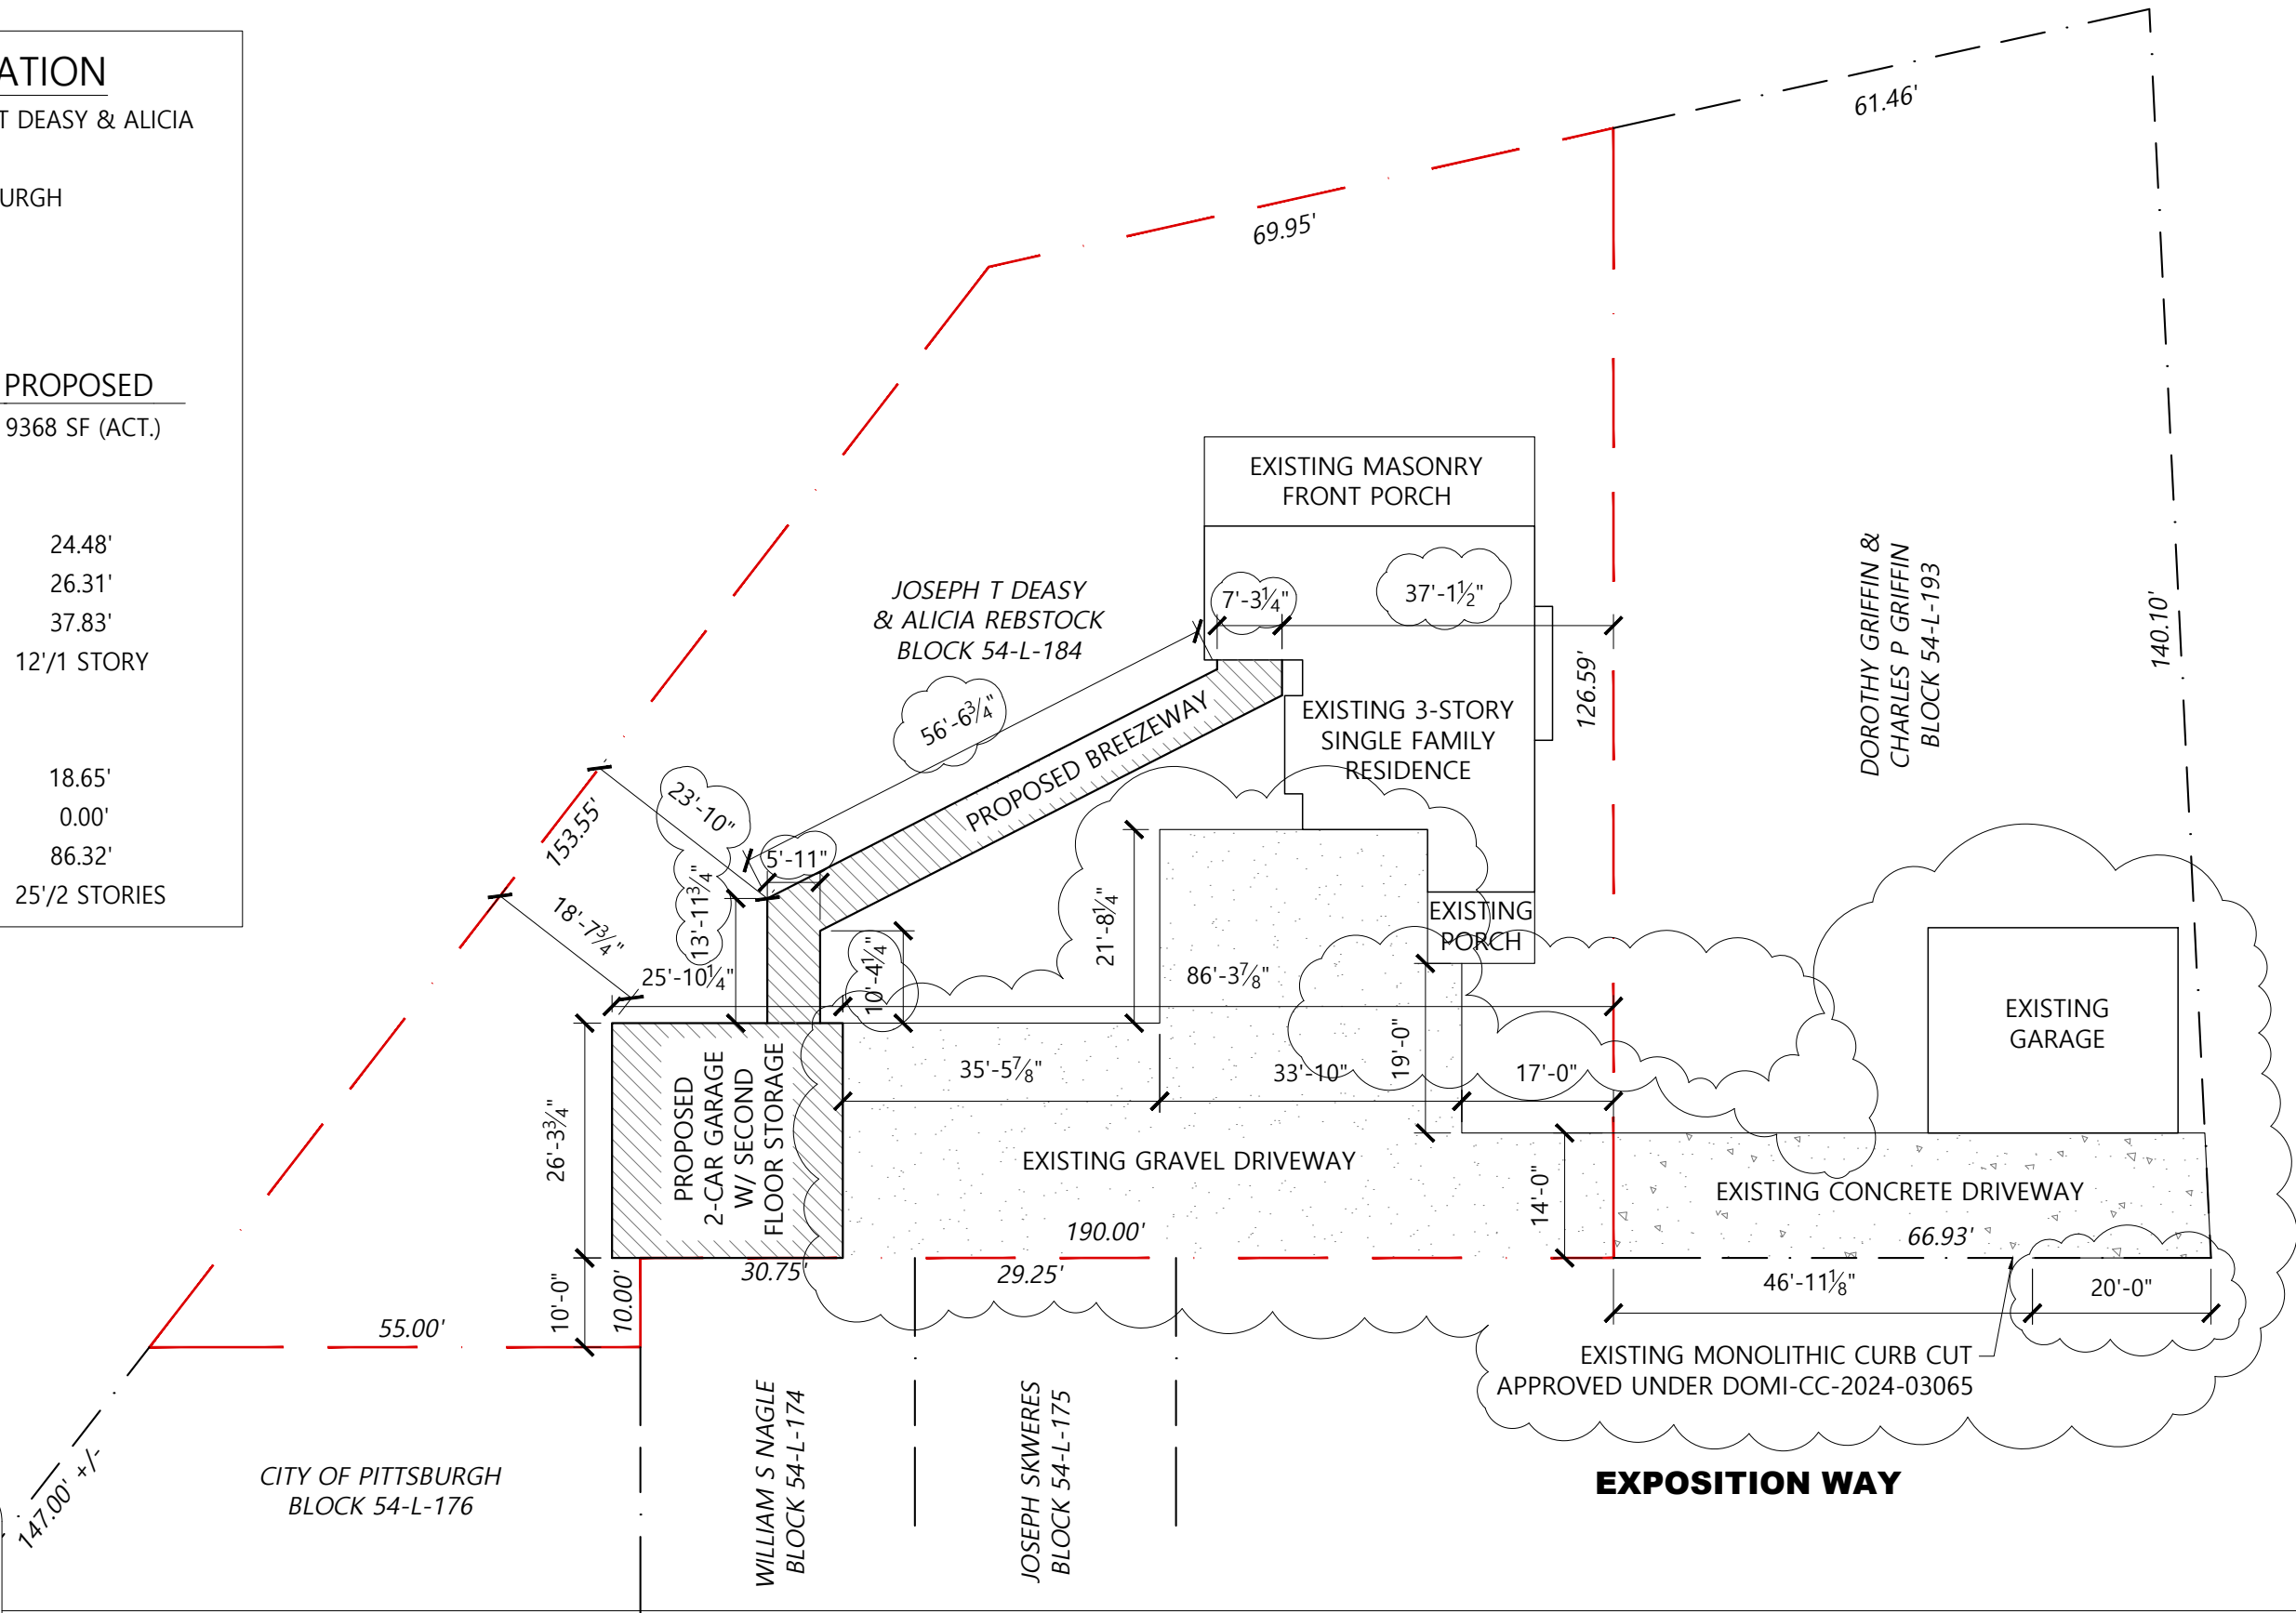 ATION
T DEASY & ALICIA
URGH
PROPOSED
9368 SF (ACT.)
24.48'
26.31'
37.83'
12'/1 STORY
18.65'
0.00'
86.32'
25'/2 STORIES
61.46'
69.95'
EXISTING MASONRY
FRONT PORCH
JOSEPH T DEASY
& ALICIA REBSTOCK
BLOCK 54-L-184
7'-3¼"
37'-1½"
126.59'
DOROTHY GRIFFIN &
CHARLES P GRIFFIN
BLOCK 54-L-193
140.10'
56'-6¾"
PROPOSED BREEZEWAY
EXISTING 3-STORY
SINGLE FAMILY
RESIDENCE
153.55'
23'-10"
5'-11"
13'-11¾"
18'-7¾"
25'-10¼"
10'-4¼"
21'-8¼"
86'-3⅞"
EXISTING
PORCH
EXISTING
GARAGE
26'-3¾"
PROPOSED
2-CAR GARAGE
W/ SECOND
FLOOR STORAGE
35'-5⅞"
33'-10"
19'-0"
17'-0"
EXISTING GRAVEL DRIVEWAY
14'-0"
EXISTING CONCRETE DRIVEWAY
190.00'
66.93'
30.75'
29.25'
10'-0"
10.00'
55.00'
46'-11⅛"
20'-0"
EXISTING MONOLITHIC CURB CUT
APPROVED UNDER DOMI-CC-2024-03065
147.00' +/-
CITY OF PITTSBURGH
BLOCK 54-L-176
WILLIAM S NAGLE
BLOCK 54-L-174
JOSEPH SKWERES
BLOCK 54-L-175
EXPOSITION WAY